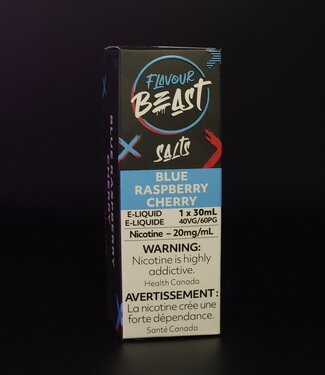 FLAVOUR
BEAST
SALTS
BLUE
RASPBERRY
CHERRY
E-LIQUID 1 x 30mL
E-LIQUIDE 40VG/60PG
Nicotine – 20mg/mL
WARNING:
Nicotine is highly
addictive.
Health Canada
AVERTISSEMENT :
La nicotine crée une
forte dépendance.
Santé Canada